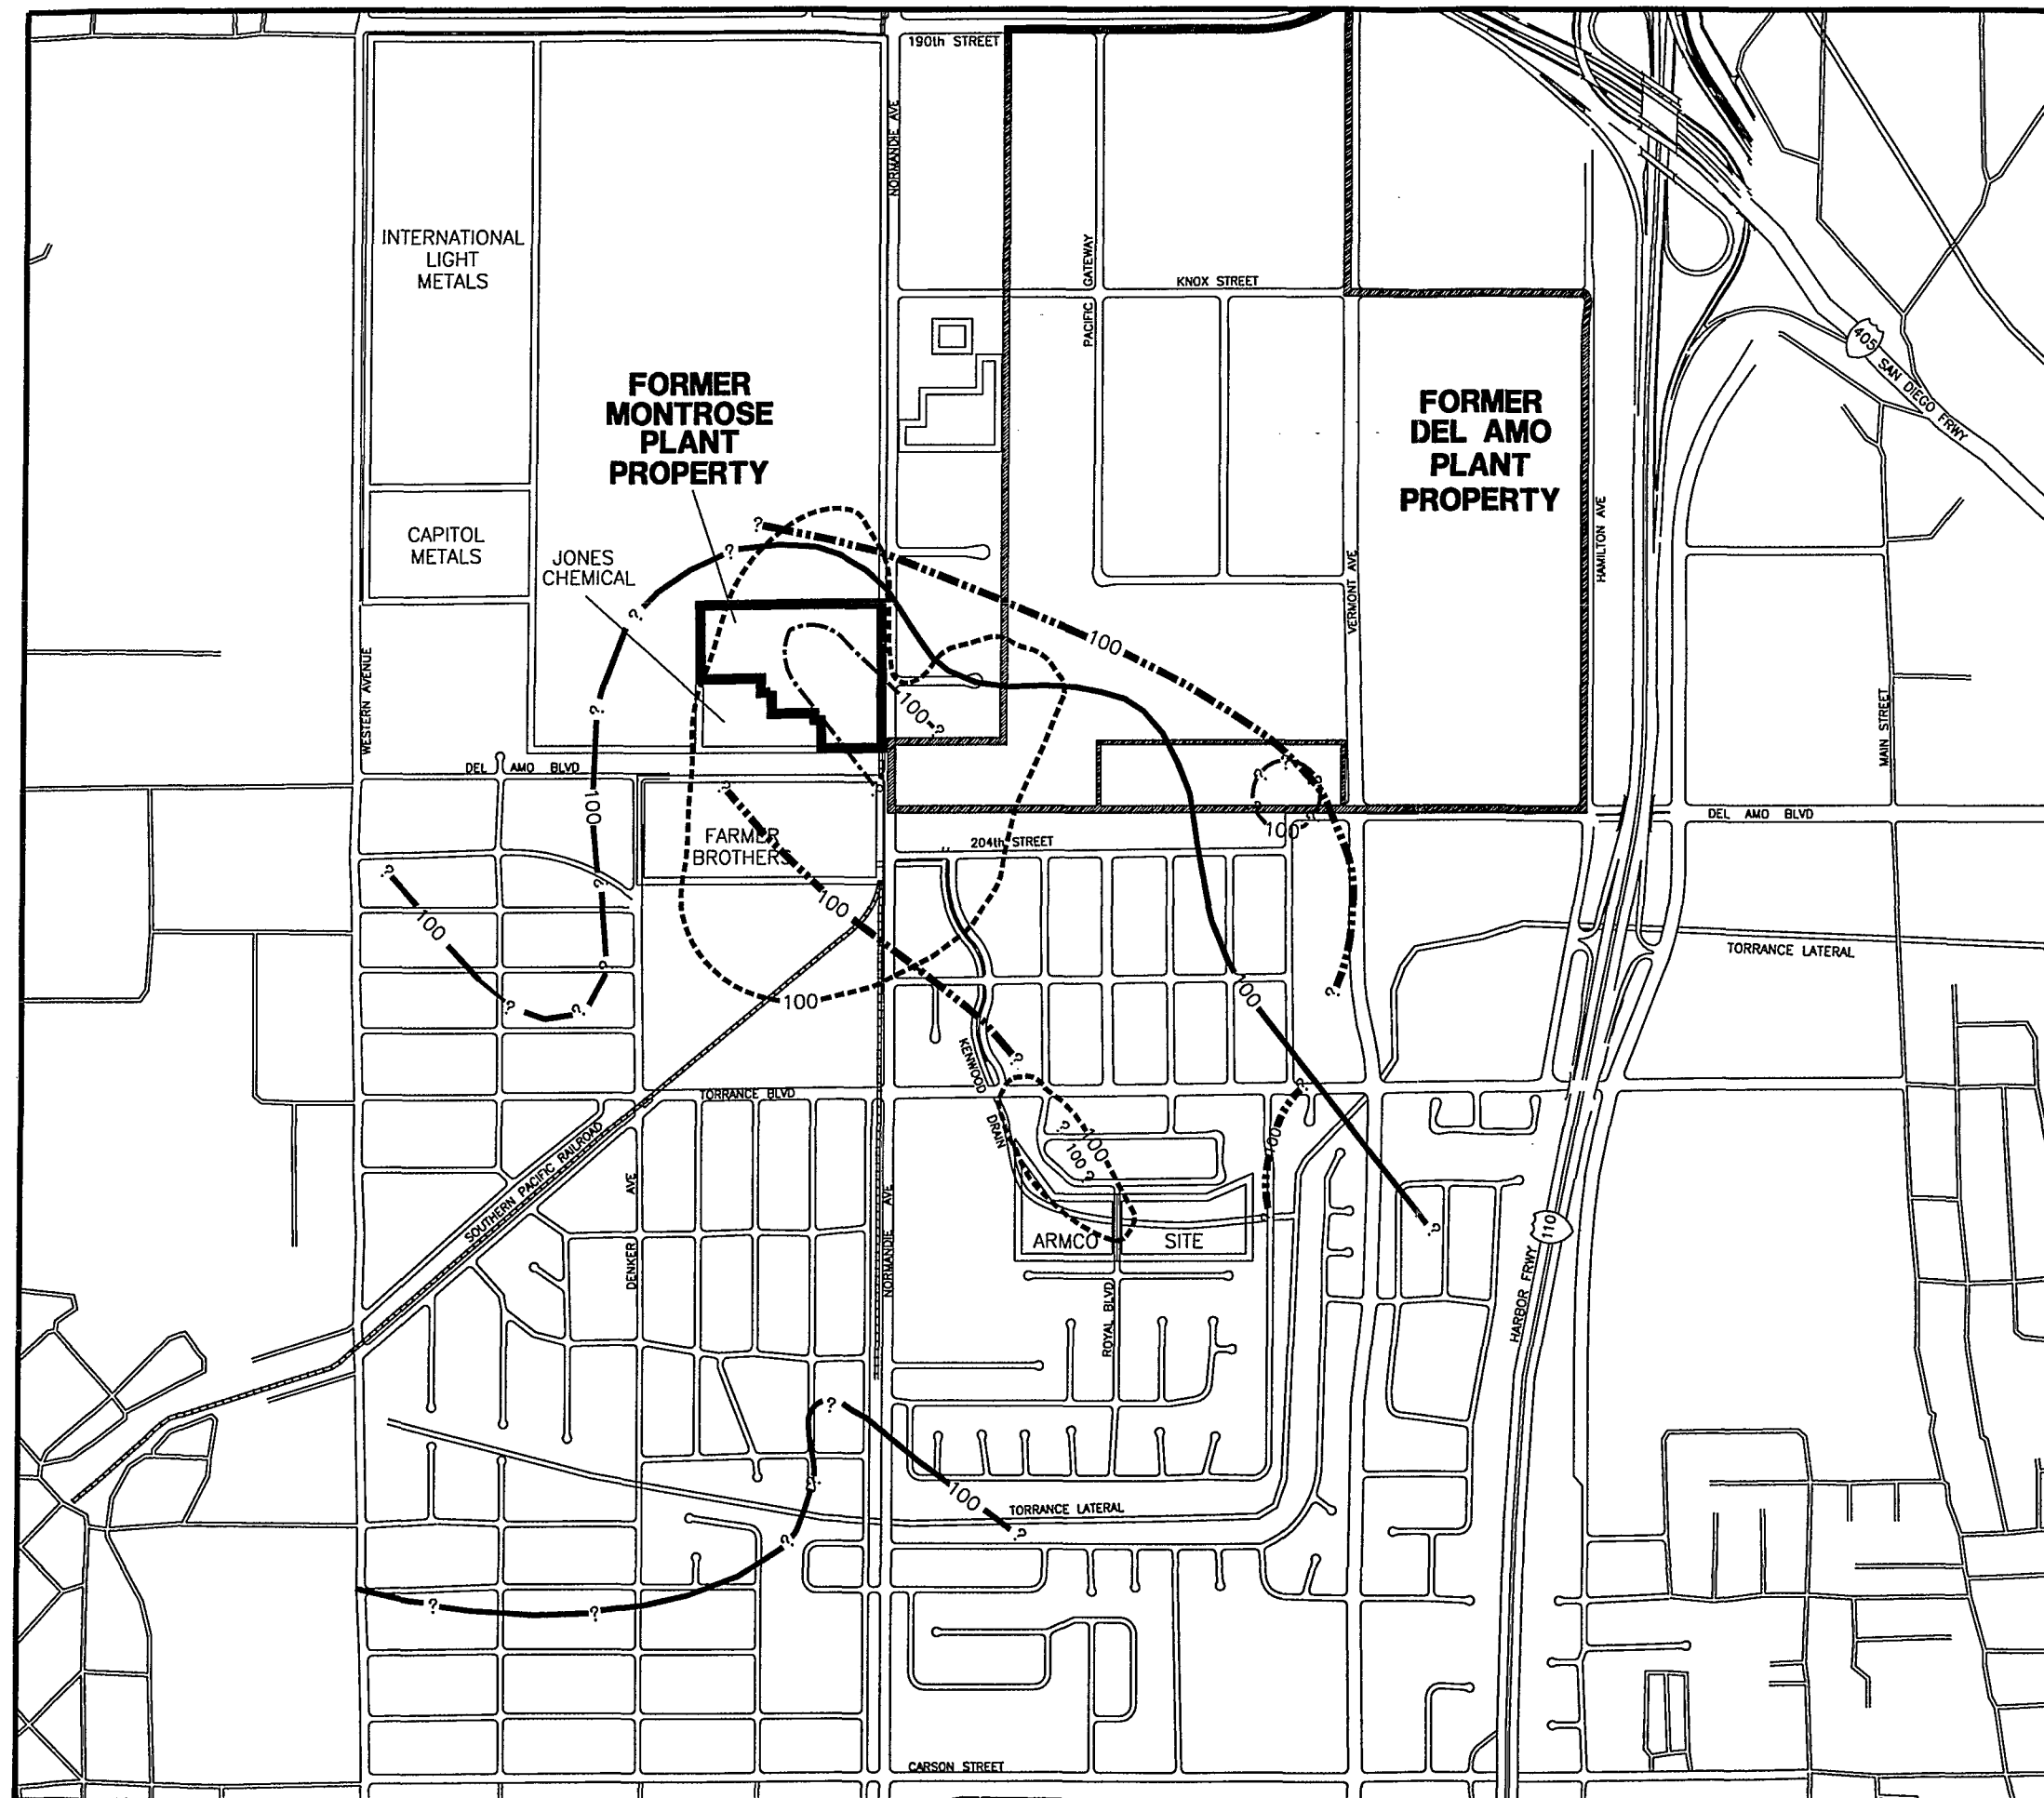 190th STREET
NORMANDIE AVE
INTERNATIONAL
LIGHT
METALS
PACIFIC GATEWAY
KNOX STREET
405
SAN DIEGO FRWY
FORMER
MONTROSE
PLANT
PROPERTY
FORMER
DEL AMO
PLANT
PROPERTY
HAMILTON AVE
VERMONT AVE
CAPITOL
METALS
JONES
CHEMICAL
?
?
?
100
WESTERN AVENUE
MAIN STREET
?
100-?
DEL AMO BLVD
?
?
?
?
?
100
?
100
DEL AMO BLVD
FARMER
BROTHERS
204th STREET
?
?
100
100
TORRANCE LATERAL
?
?
?
100
100
?
?
KENWOOD
DRAIN
TORRANCE BLVD
?
100
?
100
?
100
SOUTHERN PACIFIC RAILROAD
DENKER AVE
NORMANDIE AVE
ARMCO SITE
?
110
HARBOR FRWY
ROYAL BLVD
?
?
100
TORRANCE LATERAL
?
?
?
?
CARSON STREET